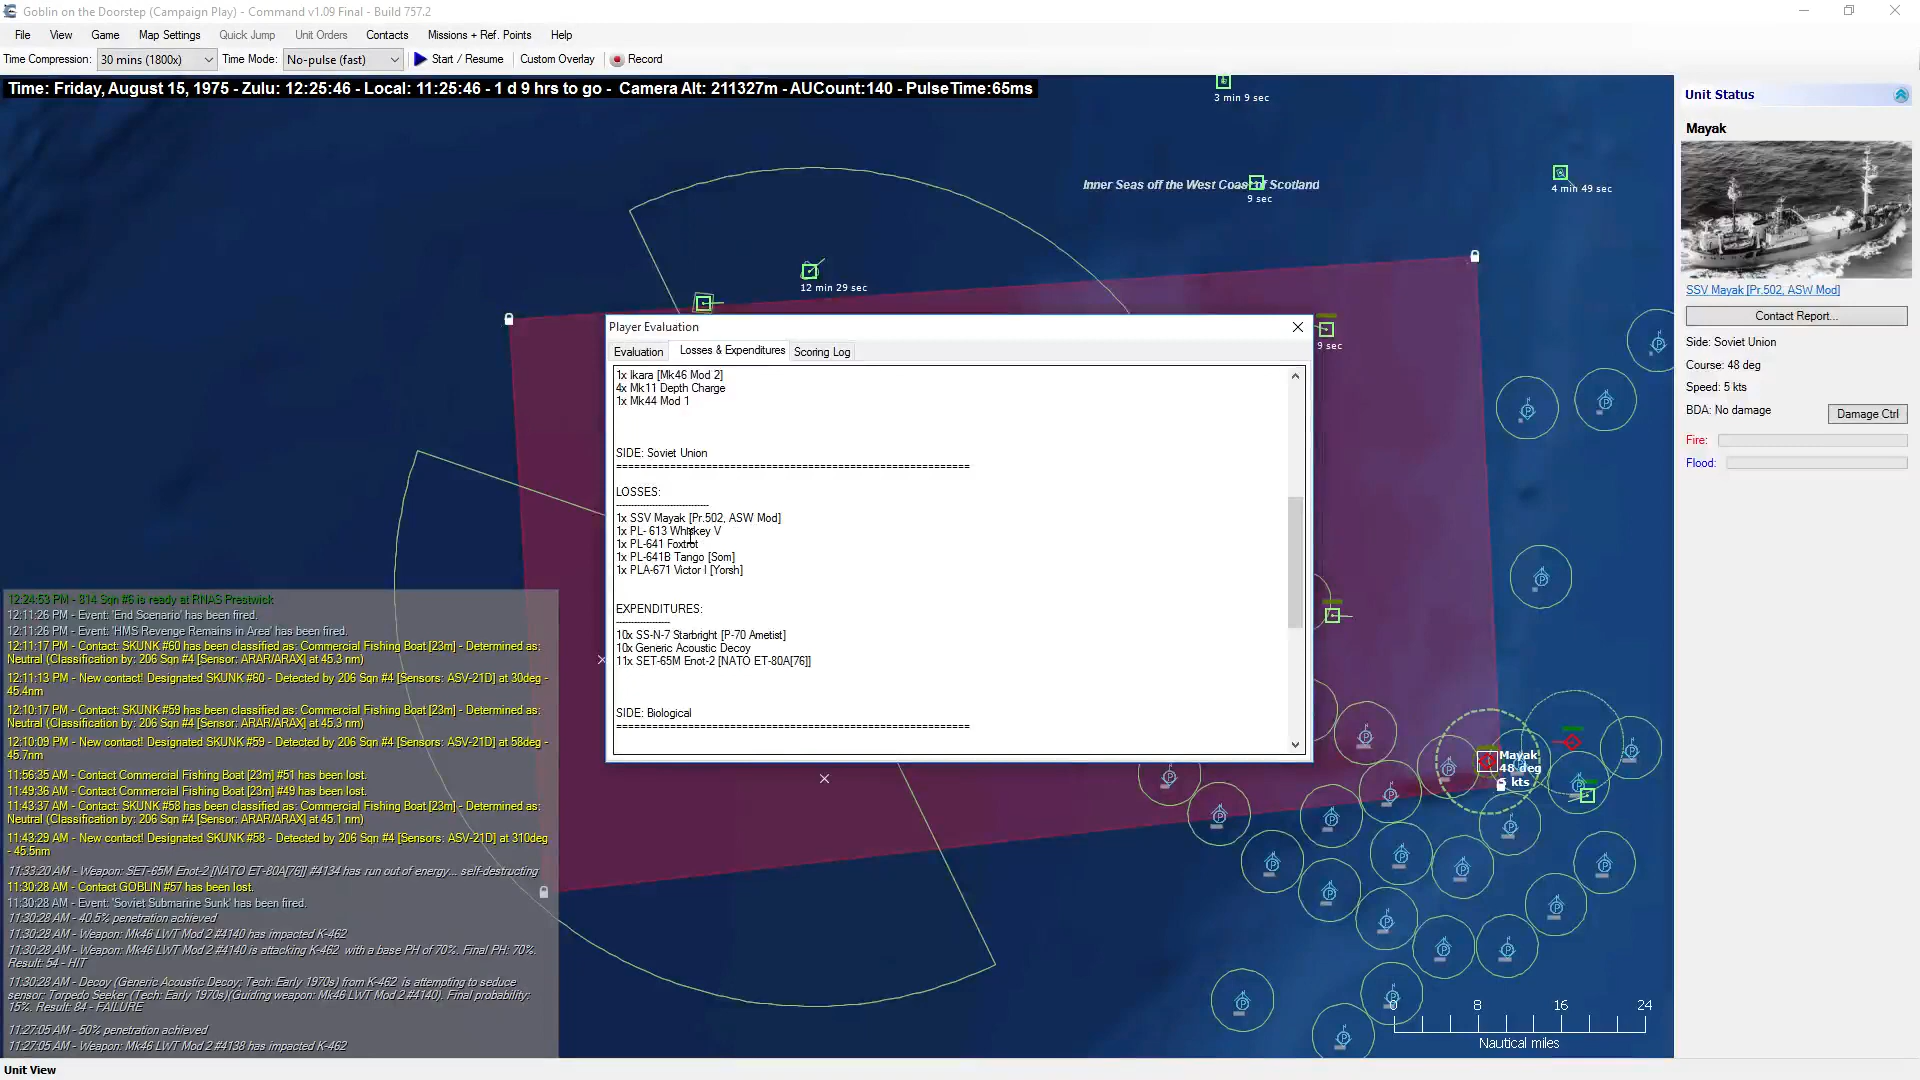 Goblin on the Doorstep (Campaign Play) - Command v1.09 Final - Build 757.2
File View Game Map Settings Quick Jump Unit Orders Contacts Missions + Ref. Points Help
Time Compression: 30 mins (1800x) Time Mode: No-pulse (fast) Start / Resume Custom Overlay Record
Time: Friday, August 15, 1975 - Zulu: 12:25:46 - Local: 11:25:46 - 1 d 9 hrs to go - Camera Alt: 211327m - AUCount:140 - PulseTime:65ms
3 min 9 sec
Inner Seas off the West Coast of Scotland
9 sec
4 min 49 sec
12 min 29 sec
9 sec
Player Evaluation
Evaluation Losses & Expenditures Scoring Log
1x Ikara [Mk46 Mod 2]
4x Mk11 Depth Charge
1x Mk44 Mod 1
SIDE: Soviet Union
===========================================================
LOSSES:
-------------------------------
1x SSV Mayak [Pr.502, ASW Mod]
1x PL- 613 Whiskey V
1x PL-641 Foxtrot
1x PL-641B Tango [Som]
1x PLA-671 Victor I [Yorsh]
EXPENDITURES:
------------------
10x SS-N-7 Starbright [P-70 Ametist]
10x Generic Acoustic Decoy
11x SET-65M Enot-2 [NATO ET-80A[76]]
SIDE: Biological
===========================================================
12:24:53 PM - 814 Sqn #6 is ready at RNAS Prestwick
12:11:26 PM - Event: 'End Scenario' has been fired.
12:11:26 PM - Event: 'HMS Revenge Remains in Area' has been fired.
12:11:17 PM - Contact: SKUNK #60 has been classified as: Commercial Fishing Boat [23m] - Determined as:
Neutral (Classification by: 206 Sqn #4 [Sensor: ARAR/ARAX] at 45.3 nm)
12:11:13 PM - New contact! Designated SKUNK #60 - Detected by 206 Sqn #4 [Sensors: ASV-21D] at 30deg -
45.4nm
12:10:17 PM - Contact: SKUNK #59 has been classified as: Commercial Fishing Boat [23m] - Determined as:
Neutral (Classification by: 206 Sqn #4 [Sensor: ARAR/ARAX] at 45.3 nm)
12:10:09 PM - New contact! Designated SKUNK #59 - Detected by 206 Sqn #4 [Sensors: ASV-21D] at 58deg -
45.7nm
11:56:35 AM - Contact Commercial Fishing Boat [23m] #51 has been lost.
11:49:36 AM - Contact Commercial Fishing Boat [23m] #49 has been lost.
11:43:37 AM - Contact: SKUNK #58 has been classified as: Commercial Fishing Boat [23m] - Determined as:
Neutral (Classification by: 206 Sqn #4 [Sensor: ARAR/ARAX] at 45.1 nm)
11:43:29 AM - New contact! Designated SKUNK #58 - Detected by 206 Sqn #4 [Sensors: ASV-21D] at 310deg
- 45.5nm
11:33:20 AM - Weapon: SET-65M Enot-2 [NATO ET-80A[76]] #4134 has run out of energy... self-destructing
11:30:28 AM - Contact GOBLIN #57 has been lost.
11:30:28 AM - Event: 'Soviet Submarine Sunk' has been fired.
11:30:28 AM - 40.5% penetration achieved
11:30:28 AM - Weapon: Mk46 LWT Mod 2 #4140 has impacted K-462
11:30:28 AM - Weapon: Mk46 LWT Mod 2 #4140 is attacking K-462 with a base PH of 70%. Final PH: 70%.
Result: 54 - HIT
11:30:28 AM - Decoy (Generic Acoustic Decoy; Tech: Early 1970s) from K-462 is attempting to seduce
sensor: Torpedo Seeker (Tech: Early 1970s)(Guiding weapon: Mk46 LWT Mod 2 #4140). Final probability:
15%. Result: 84 - FAILURE
11:27:05 AM - 50% penetration achieved
11:27:05 AM - Weapon: Mk46 LWT Mod 2 #4138 has impacted K-462
Mayak
48 deg
5 kts
0 8 16 24
Nautical miles
Unit Status
Mayak
SSV Mayak [Pr.502, ASW Mod]
Contact Report...
Side: Soviet Union
Course: 48 deg
Speed: 5 kts
BDA: No damage Damage Ctrl
Fire:
Flood:
Unit View